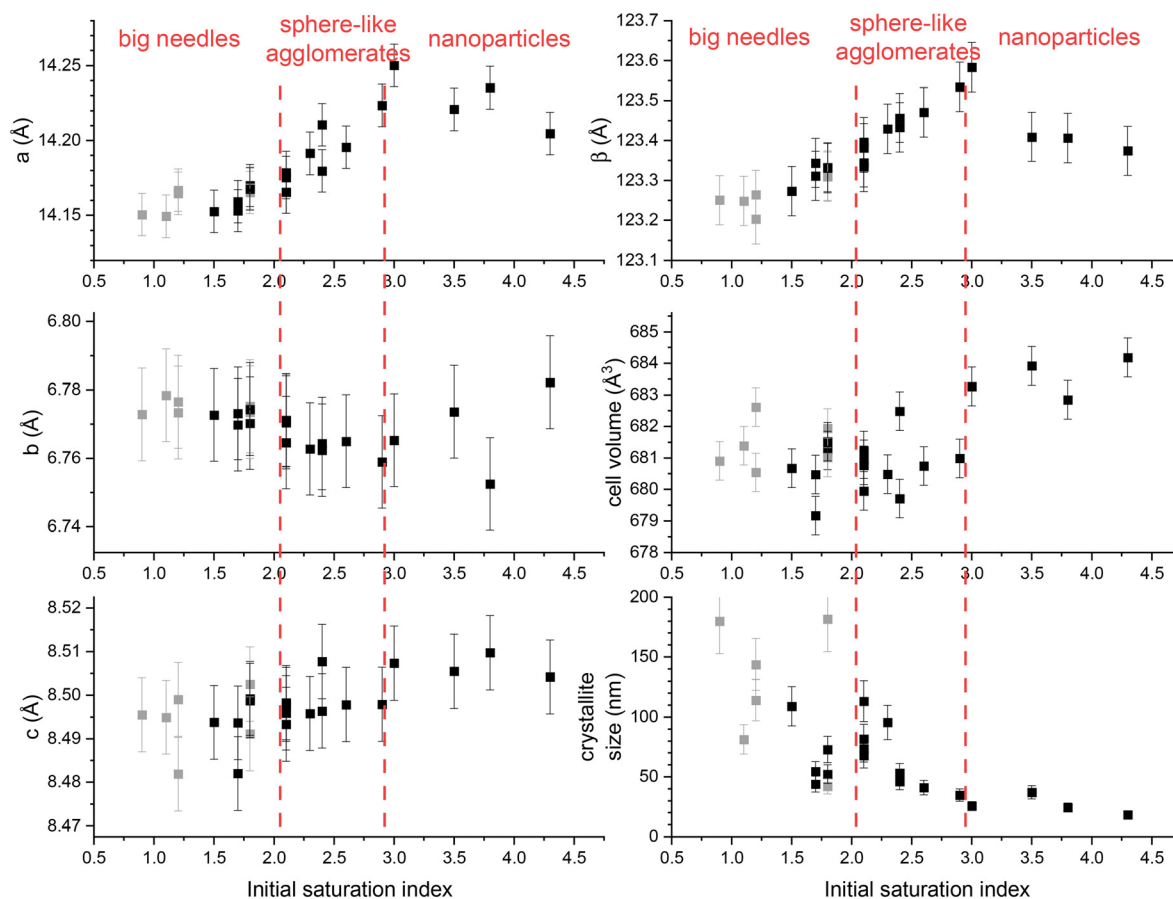 big needles
sphere-like
agglomerates
nanoparticles
a (Å)
14.25
14.20
14.15
0.5 1.0 1.5 2.0 2.5 3.0 3.5 4.0 4.5
big needles
sphere-like
agglomerates
nanoparticles
β (Å)
123.7
123.6
123.5
123.4
123.3
123.2
123.1
0.5 1.0 1.5 2.0 2.5 3.0 3.5 4.0 4.5
b (Å)
6.80
6.78
6.76
6.74
0.5 1.0 1.5 2.0 2.5 3.0 3.5 4.0 4.5
cell volume (Å³)
685
684
683
682
681
680
679
678
0.5 1.0 1.5 2.0 2.5 3.0 3.5 4.0 4.5
c (Å)
8.52
8.51
8.50
8.49
8.48
8.47
0.5 1.0 1.5 2.0 2.5 3.0 3.5 4.0 4.5
Initial saturation index
crystallite
size (nm)
200
150
100
50
0
0.5 1.0 1.5 2.0 2.5 3.0 3.5 4.0 4.5
Initial saturation index